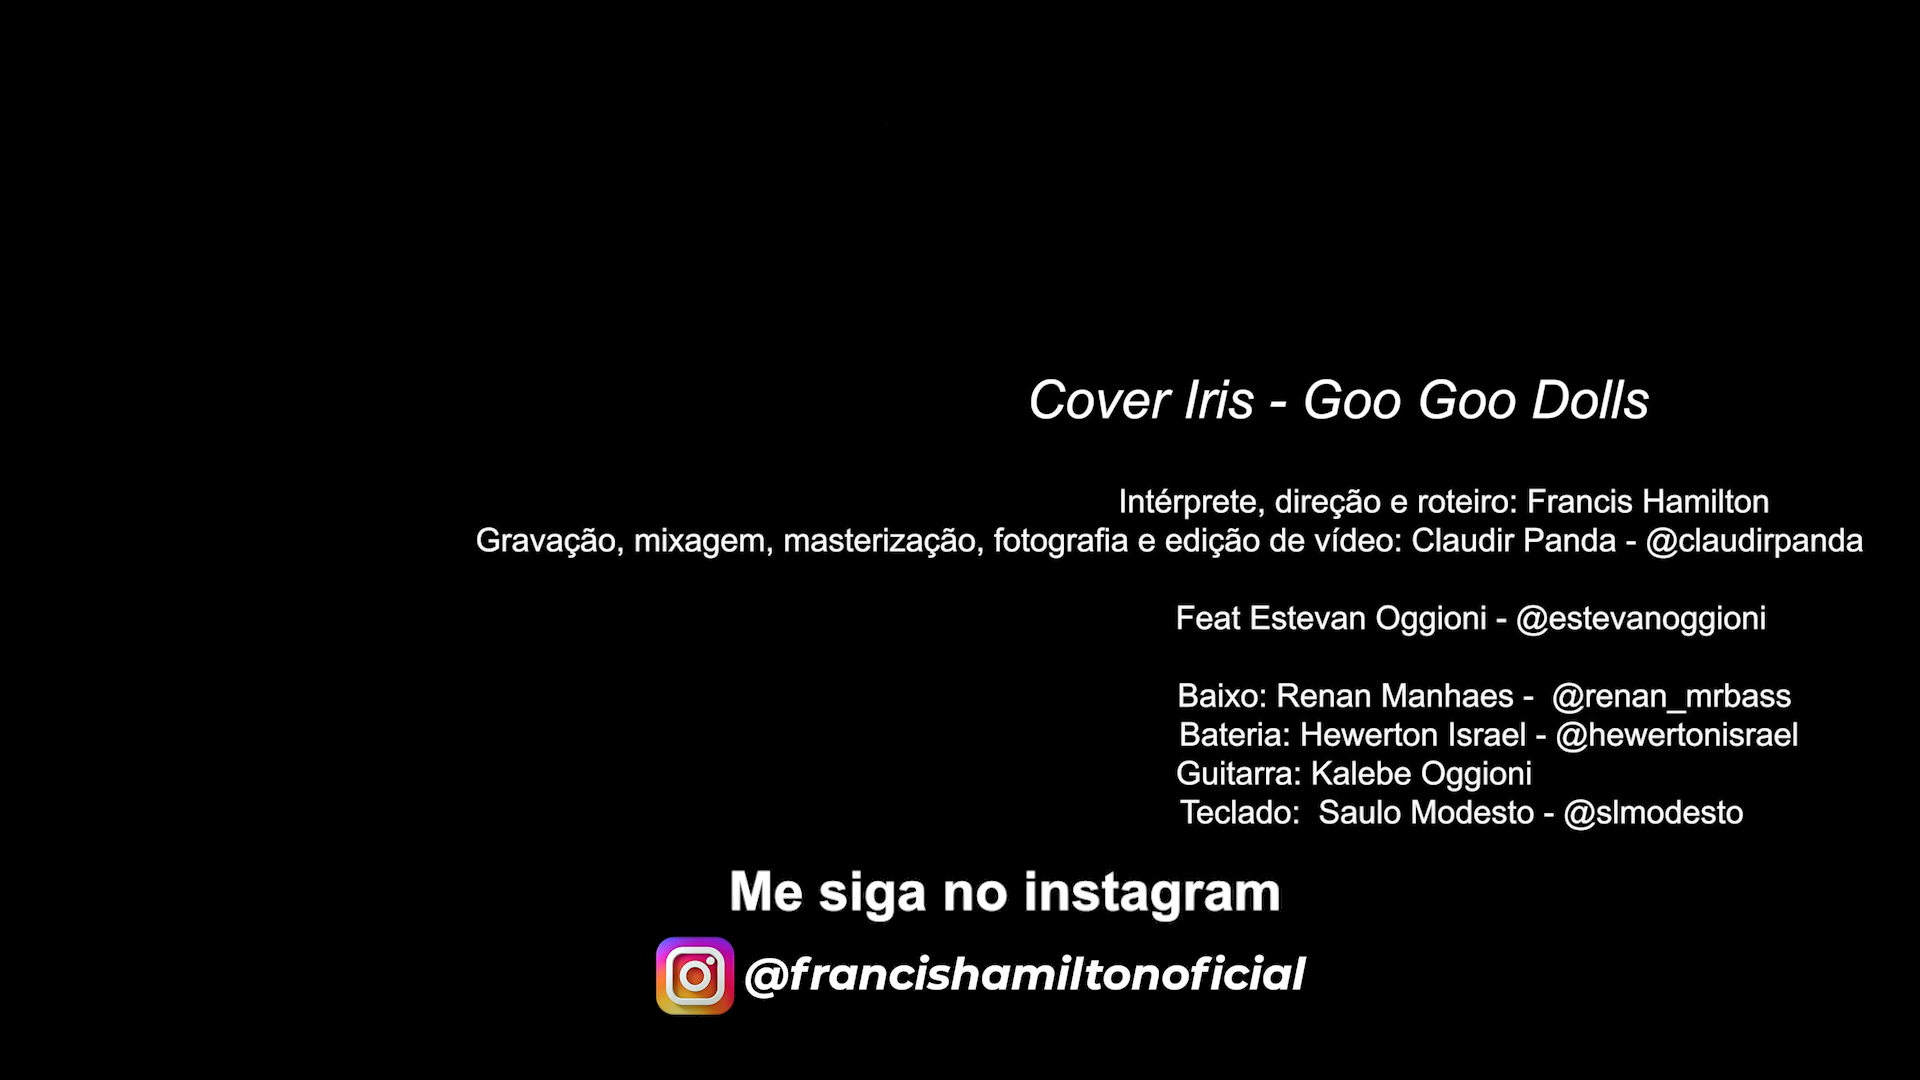 Cover Iris - Goo Goo Dolls
Intérprete, direção e roteiro: Francis Hamilton
Gravação, mixagem, masterização, fotografia e edição de vídeo: Claudir Panda - @claudirpanda
Feat Estevan Oggioni - @estevanoggioni
Baixo: Renan Manhaes -  @renan_mrbass
Bateria: Hewerton Israel - @hewertonisrael
Guitarra: Kalebe Oggioni
Teclado:  Saulo Modesto - @slmodesto
Me siga no instagram
@francishamiltonoficial